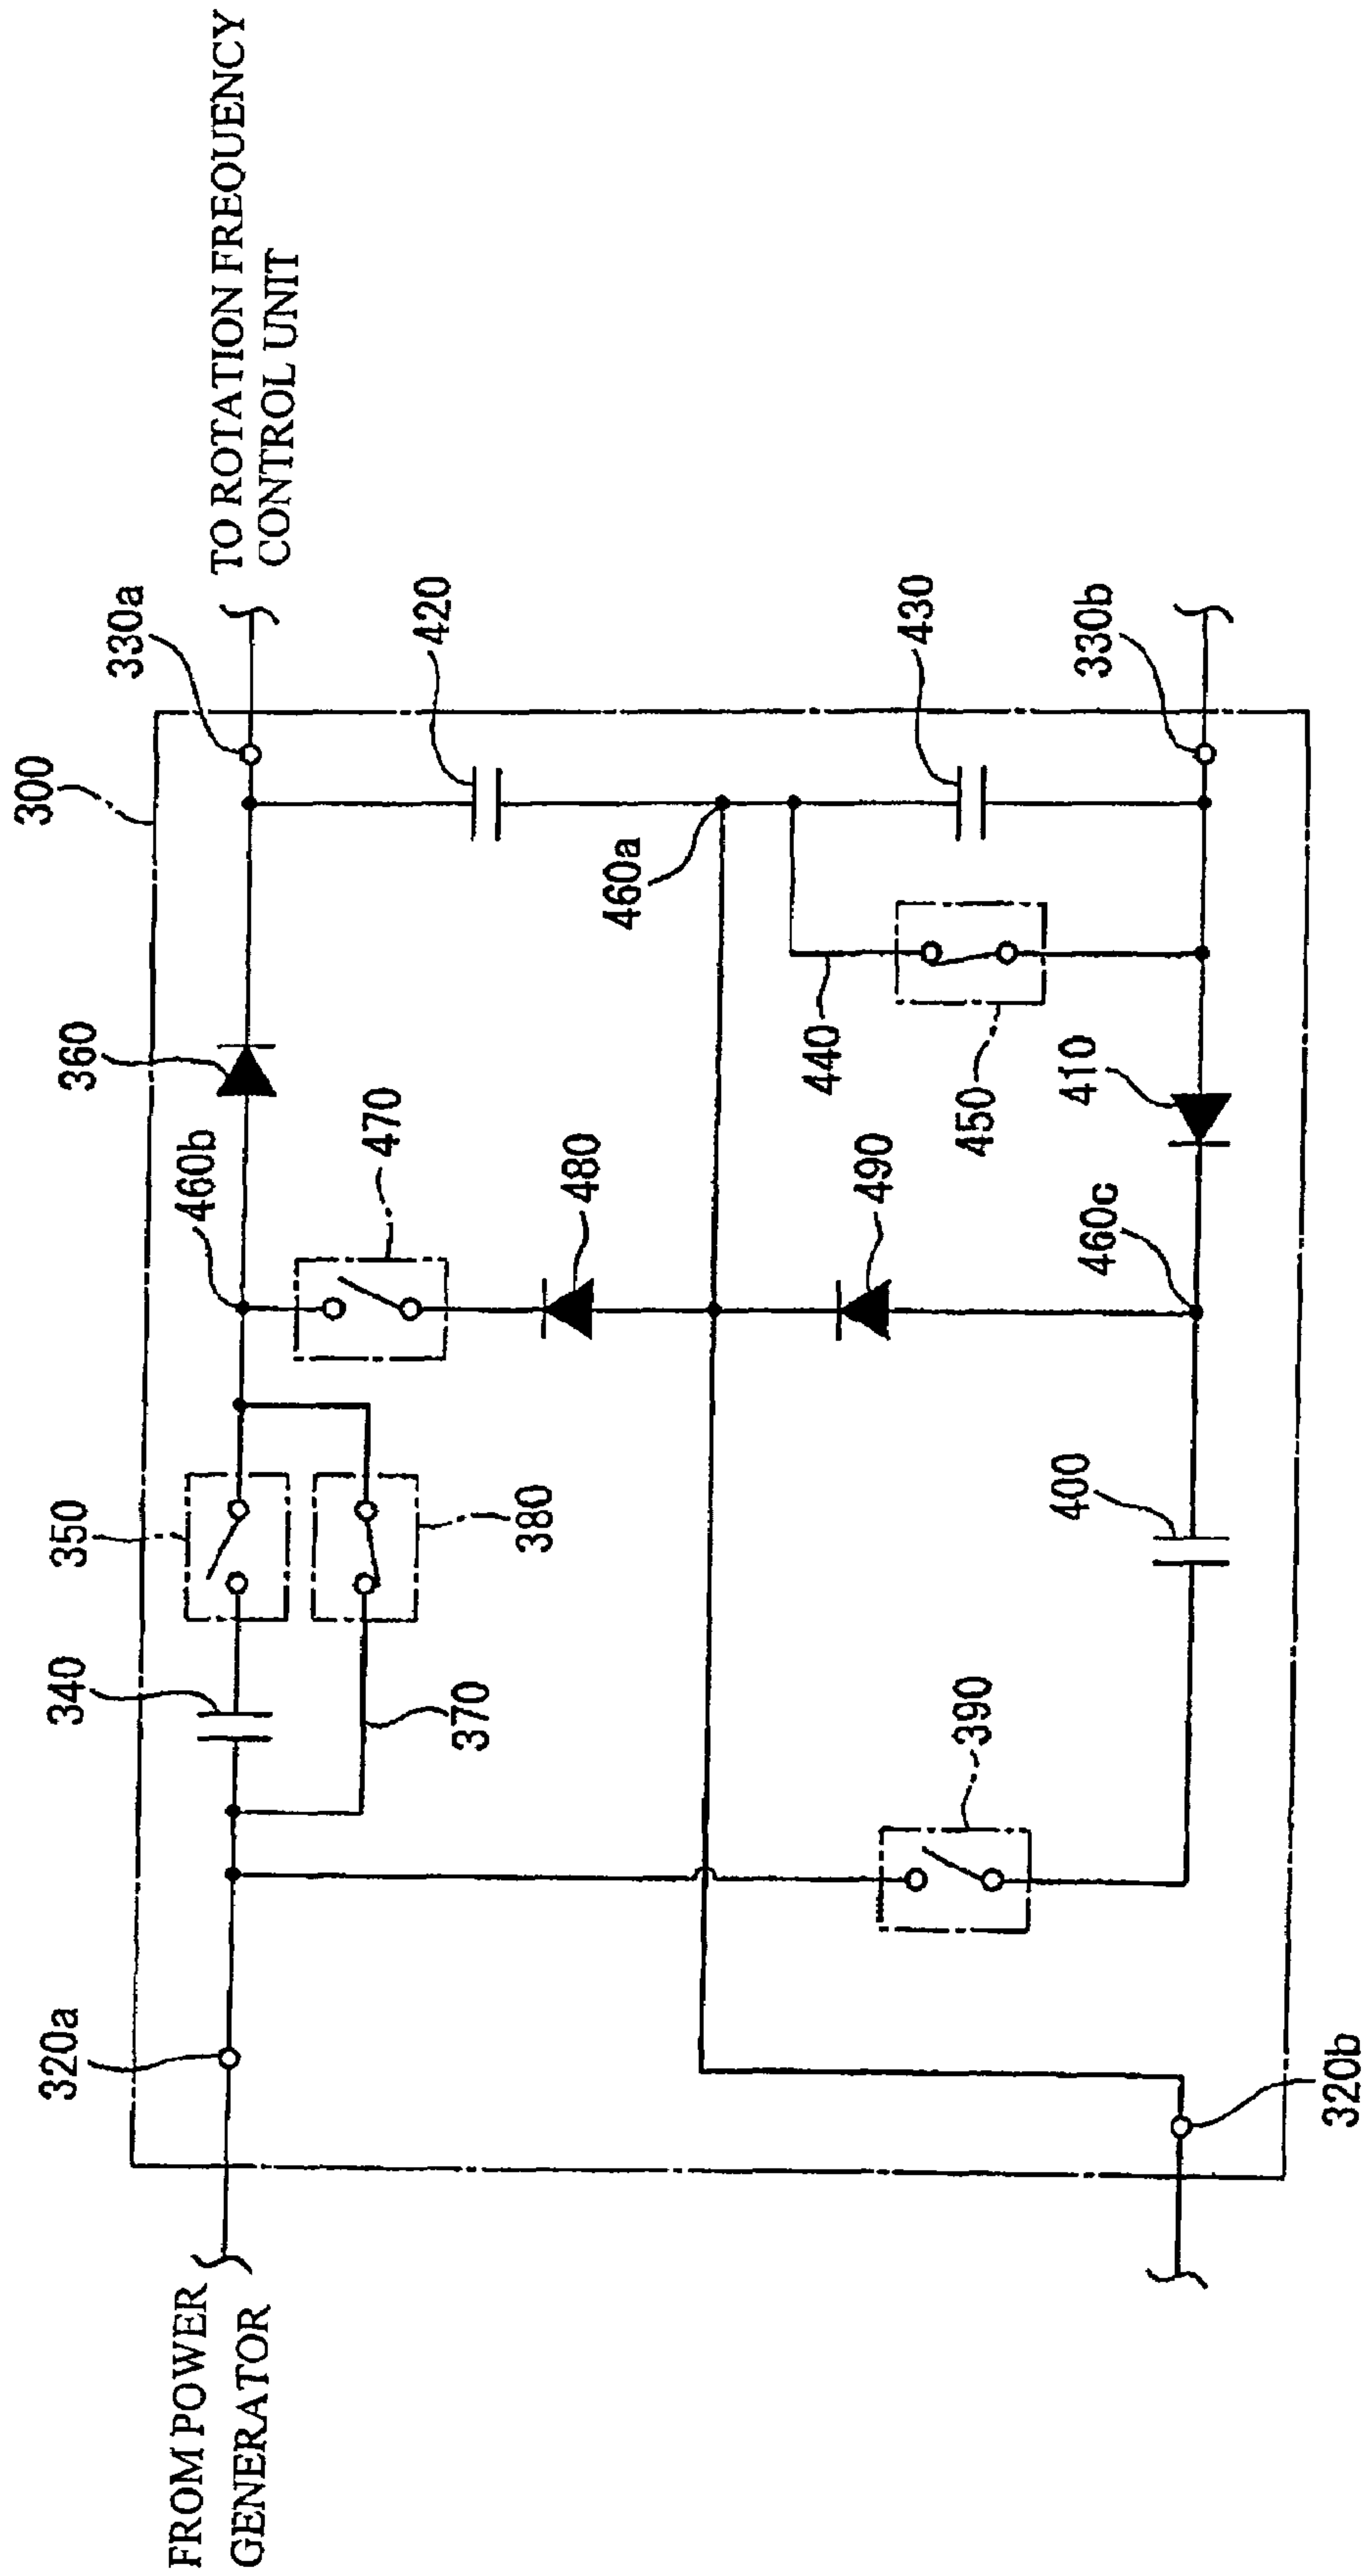 TO ROTATION FREQUENCY
CONTROL UNIT
300
330a
420
360
460b
470
460a
430
480
440
450
330b
350
380
490
410
460c
340
370
400
390
320a
320b
FROM POWER
GENERATOR